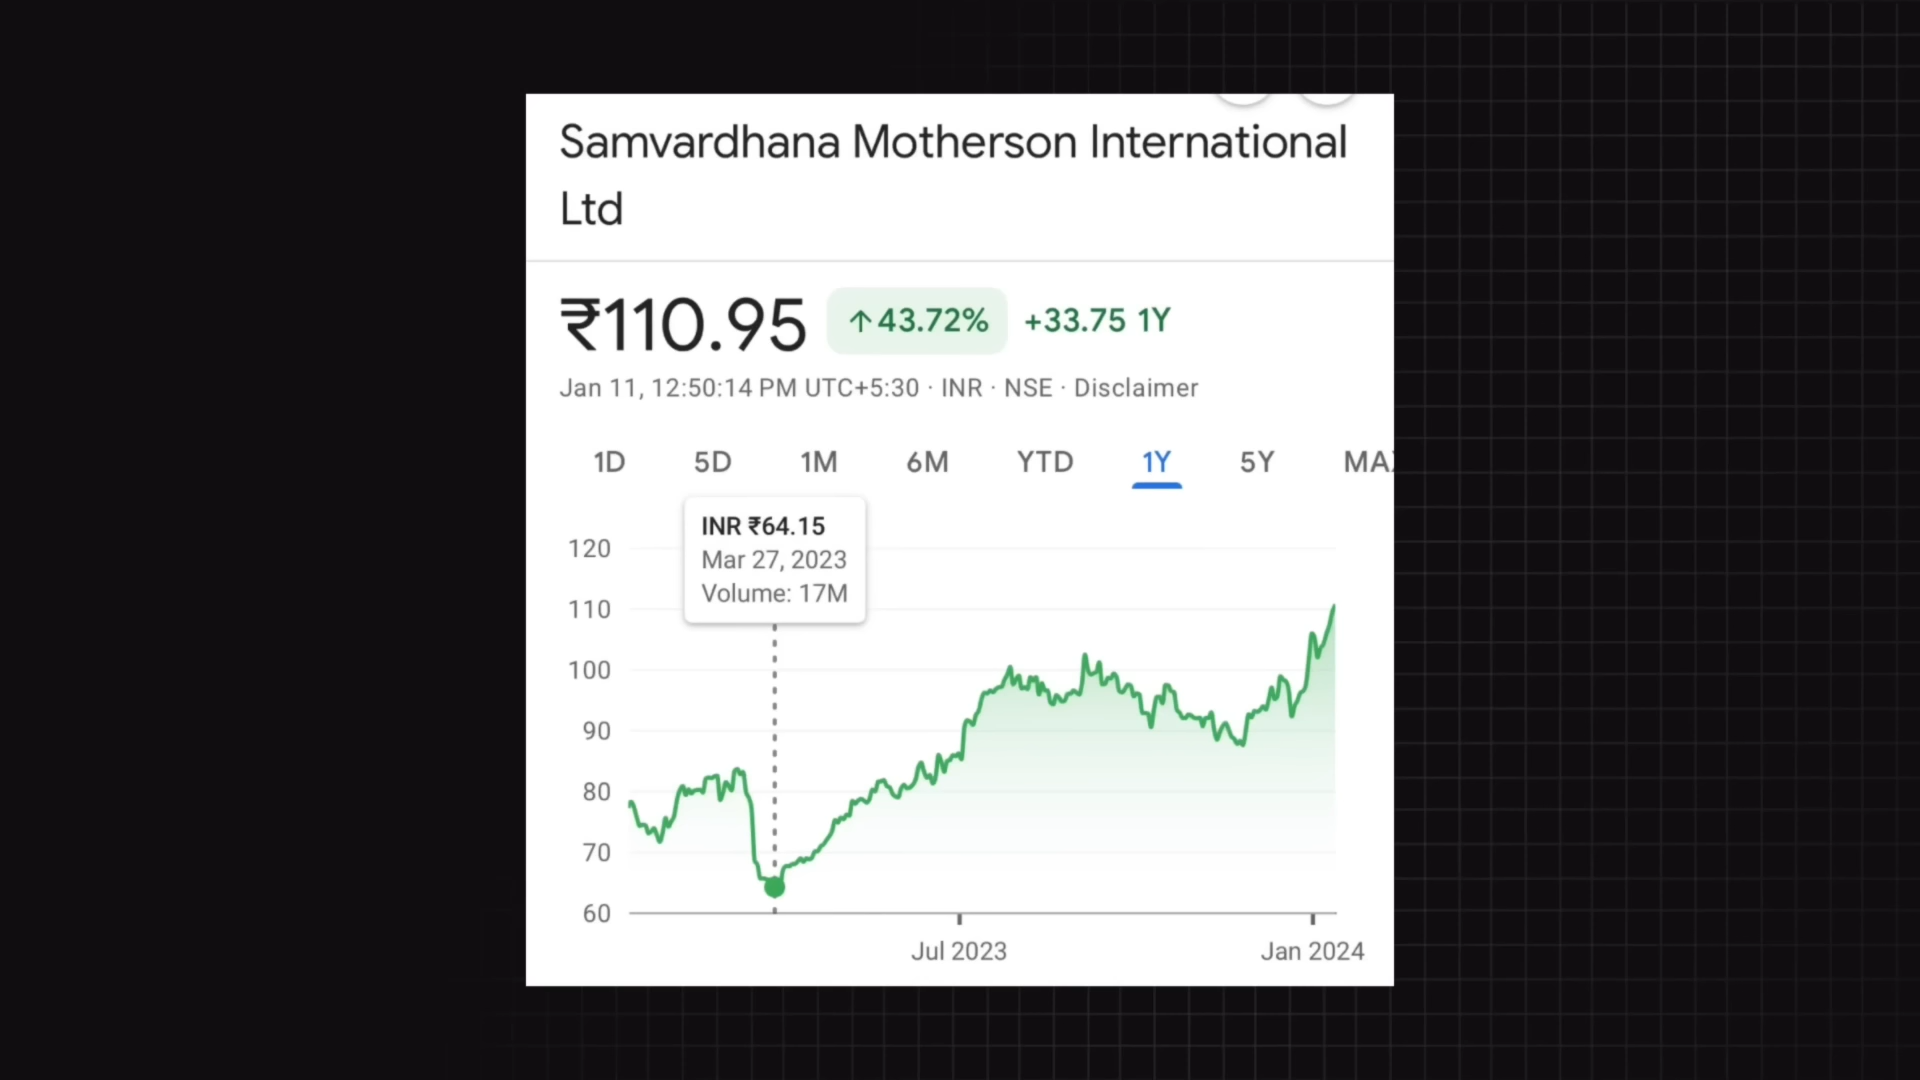 Samvardhana Motherson International
Ltd
₹110.95 ↑43.72% +33.75 1Y
Jan 11, 12:50:14 PM UTC+5:30 · INR · NSE · Disclaimer
1D 5D 1M 6M YTD 1Y 5Y MAX
INR ₹64.15
Mar 27, 2023
Volume: 17M
120
110
100
90
80
70
60
Jul 2023 Jan 2024